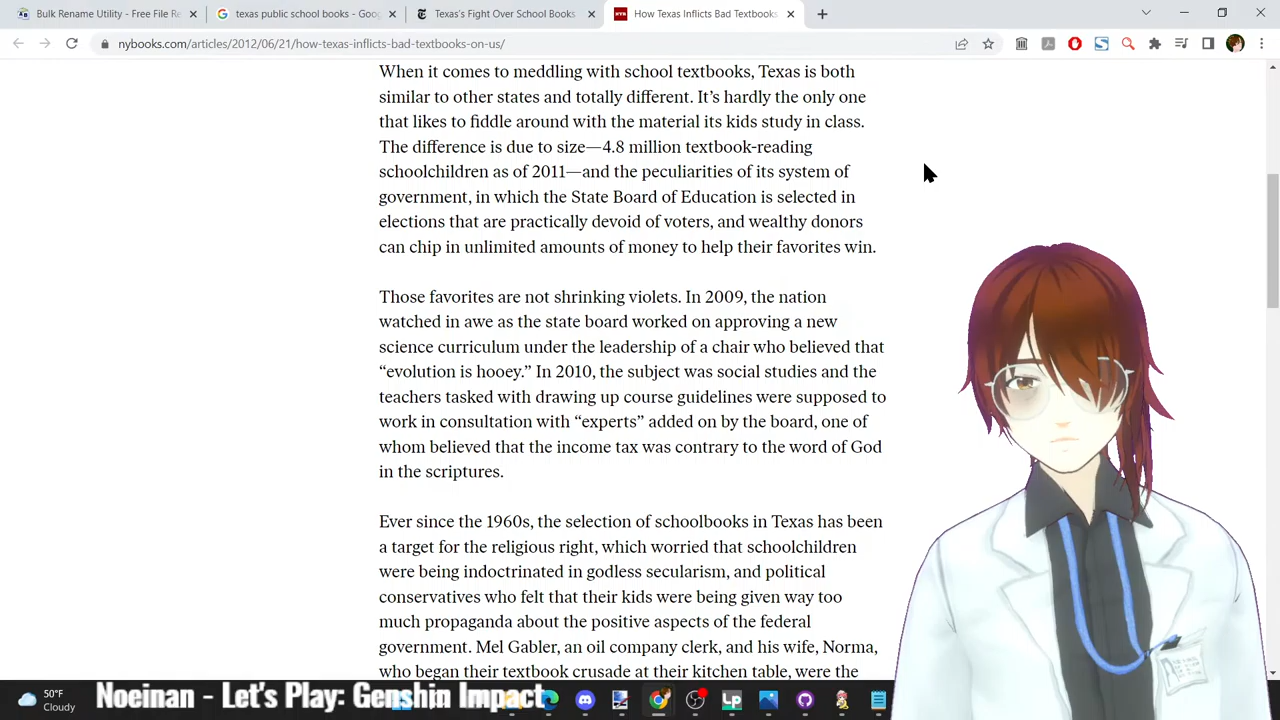 Bulk Rename Utility - Free File Re
texas public school books - Goog
Texas's Fight Over School Books
How Texas Inflicts Bad Textbooks
nybooks.com/articles/2012/06/21/how-texas-inflicts-bad-textbooks-on-us/
When it comes to meddling with school textbooks, Texas is both
similar to other states and totally different. It’s hardly the only one
that likes to fiddle around with the material its kids study in class.
The difference is due to size—4.8 million textbook-reading
schoolchildren as of 2011—and the peculiarities of its system of
government, in which the State Board of Education is selected in
elections that are practically devoid of voters, and wealthy donors
can chip in unlimited amounts of money to help their favorites win.
Those favorites are not shrinking violets. In 2009, the nation
watched in awe as the state board worked on approving a new
science curriculum under the leadership of a chair who believed that
“evolution is hooey.” In 2010, the subject was social studies and the
teachers tasked with drawing up course guidelines were supposed to
work in consultation with “experts” added on by the board, one of
whom believed that the income tax was contrary to the word of God
in the scriptures.
Ever since the 1960s, the selection of schoolbooks in Texas has been
a target for the religious right, which worried that schoolchildren
were being indoctrinated in godless secularism, and political
conservatives who felt that their kids were being given way too
much propaganda about the positive aspects of the federal
government. Mel Gabler, an oil company clerk, and his wife, Norma,
who began their textbook crusade at their kitchen table, were the
50°F
Cloudy
Noeinan - Let's Play: Genshin Impact